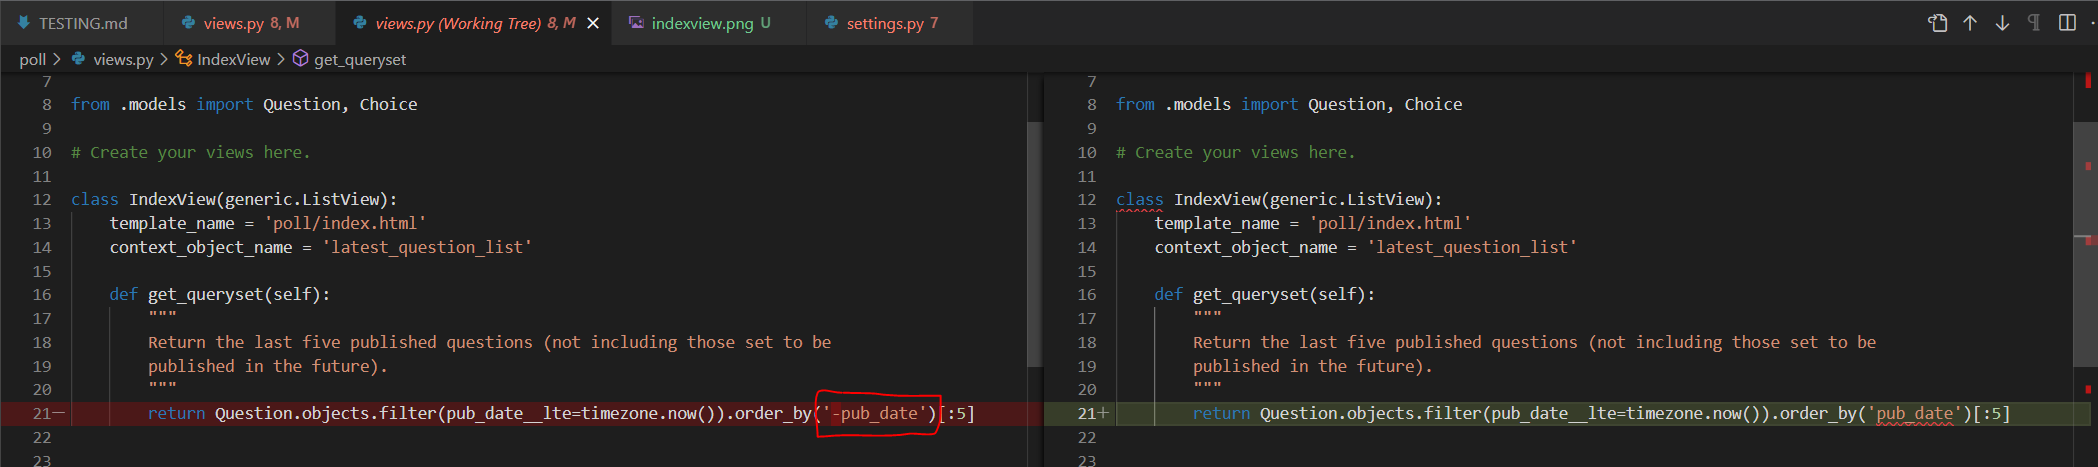 TESTING.md views.py 8, M views.py (Working Tree) 8, M indexview.png U settings.py 7
poll > views.py > IndexView > get_queryset
7
8 from .models import Question, Choice
9
10 # Create your views here.
11
12 class IndexView(generic.ListView):
13 template_name = 'poll/index.html'
14 context_object_name = 'latest_question_list'
15
16 def get_queryset(self):
17 """
18 Return the last five published questions (not including those set to be
19 published in the future).
20 """
21— return Question.objects.filter(pub_date__lte=timezone.now()).order_by('-pub_date')[:5]
22
23
7
8 from .models import Question, Choice
9
10 # Create your views here.
11
12 class IndexView(generic.ListView):
13 template_name = 'poll/index.html'
14 context_object_name = 'latest_question_list'
15
16 def get_queryset(self):
17 """
18 Return the last five published questions (not including those set to be
19 published in the future).
20 """
21+ return Question.objects.filter(pub_date__lte=timezone.now()).order_by('pub_date')[:5]
22
23